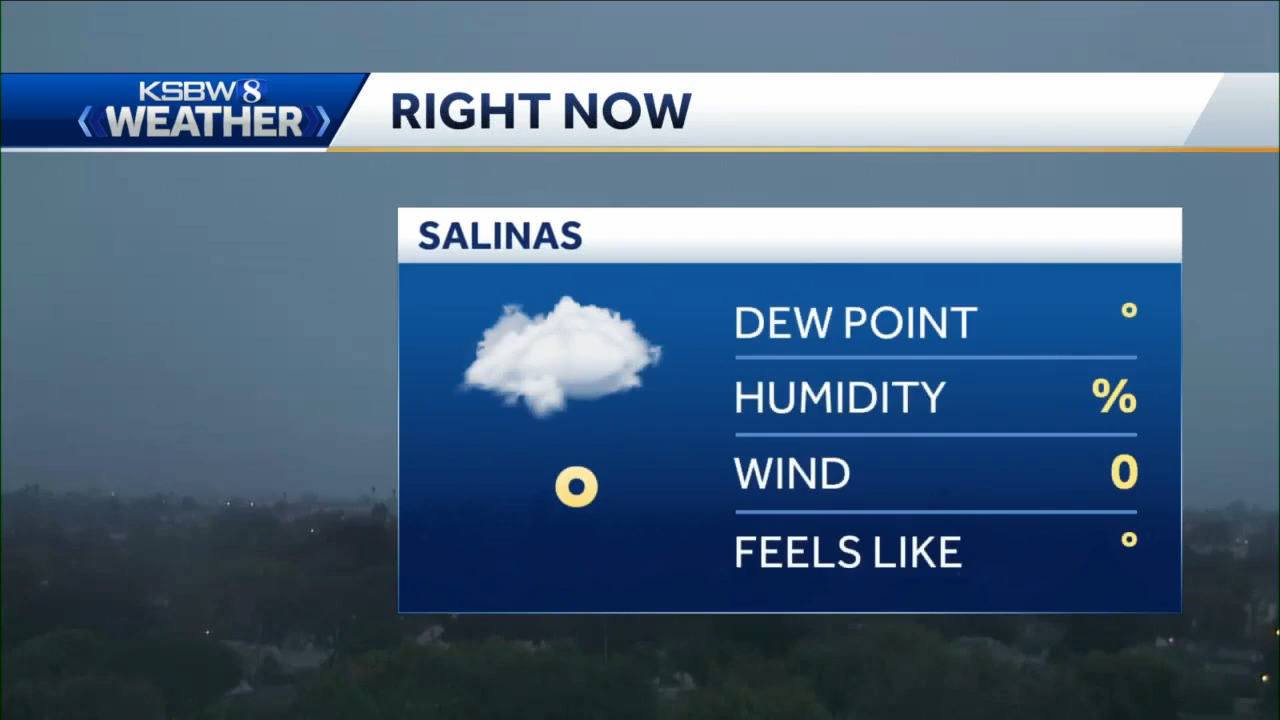 KSBW 8
WEATHER
RIGHT NOW
SALINAS
°
DEW POINT °
HUMIDITY %
WIND 0
FEELS LIKE °